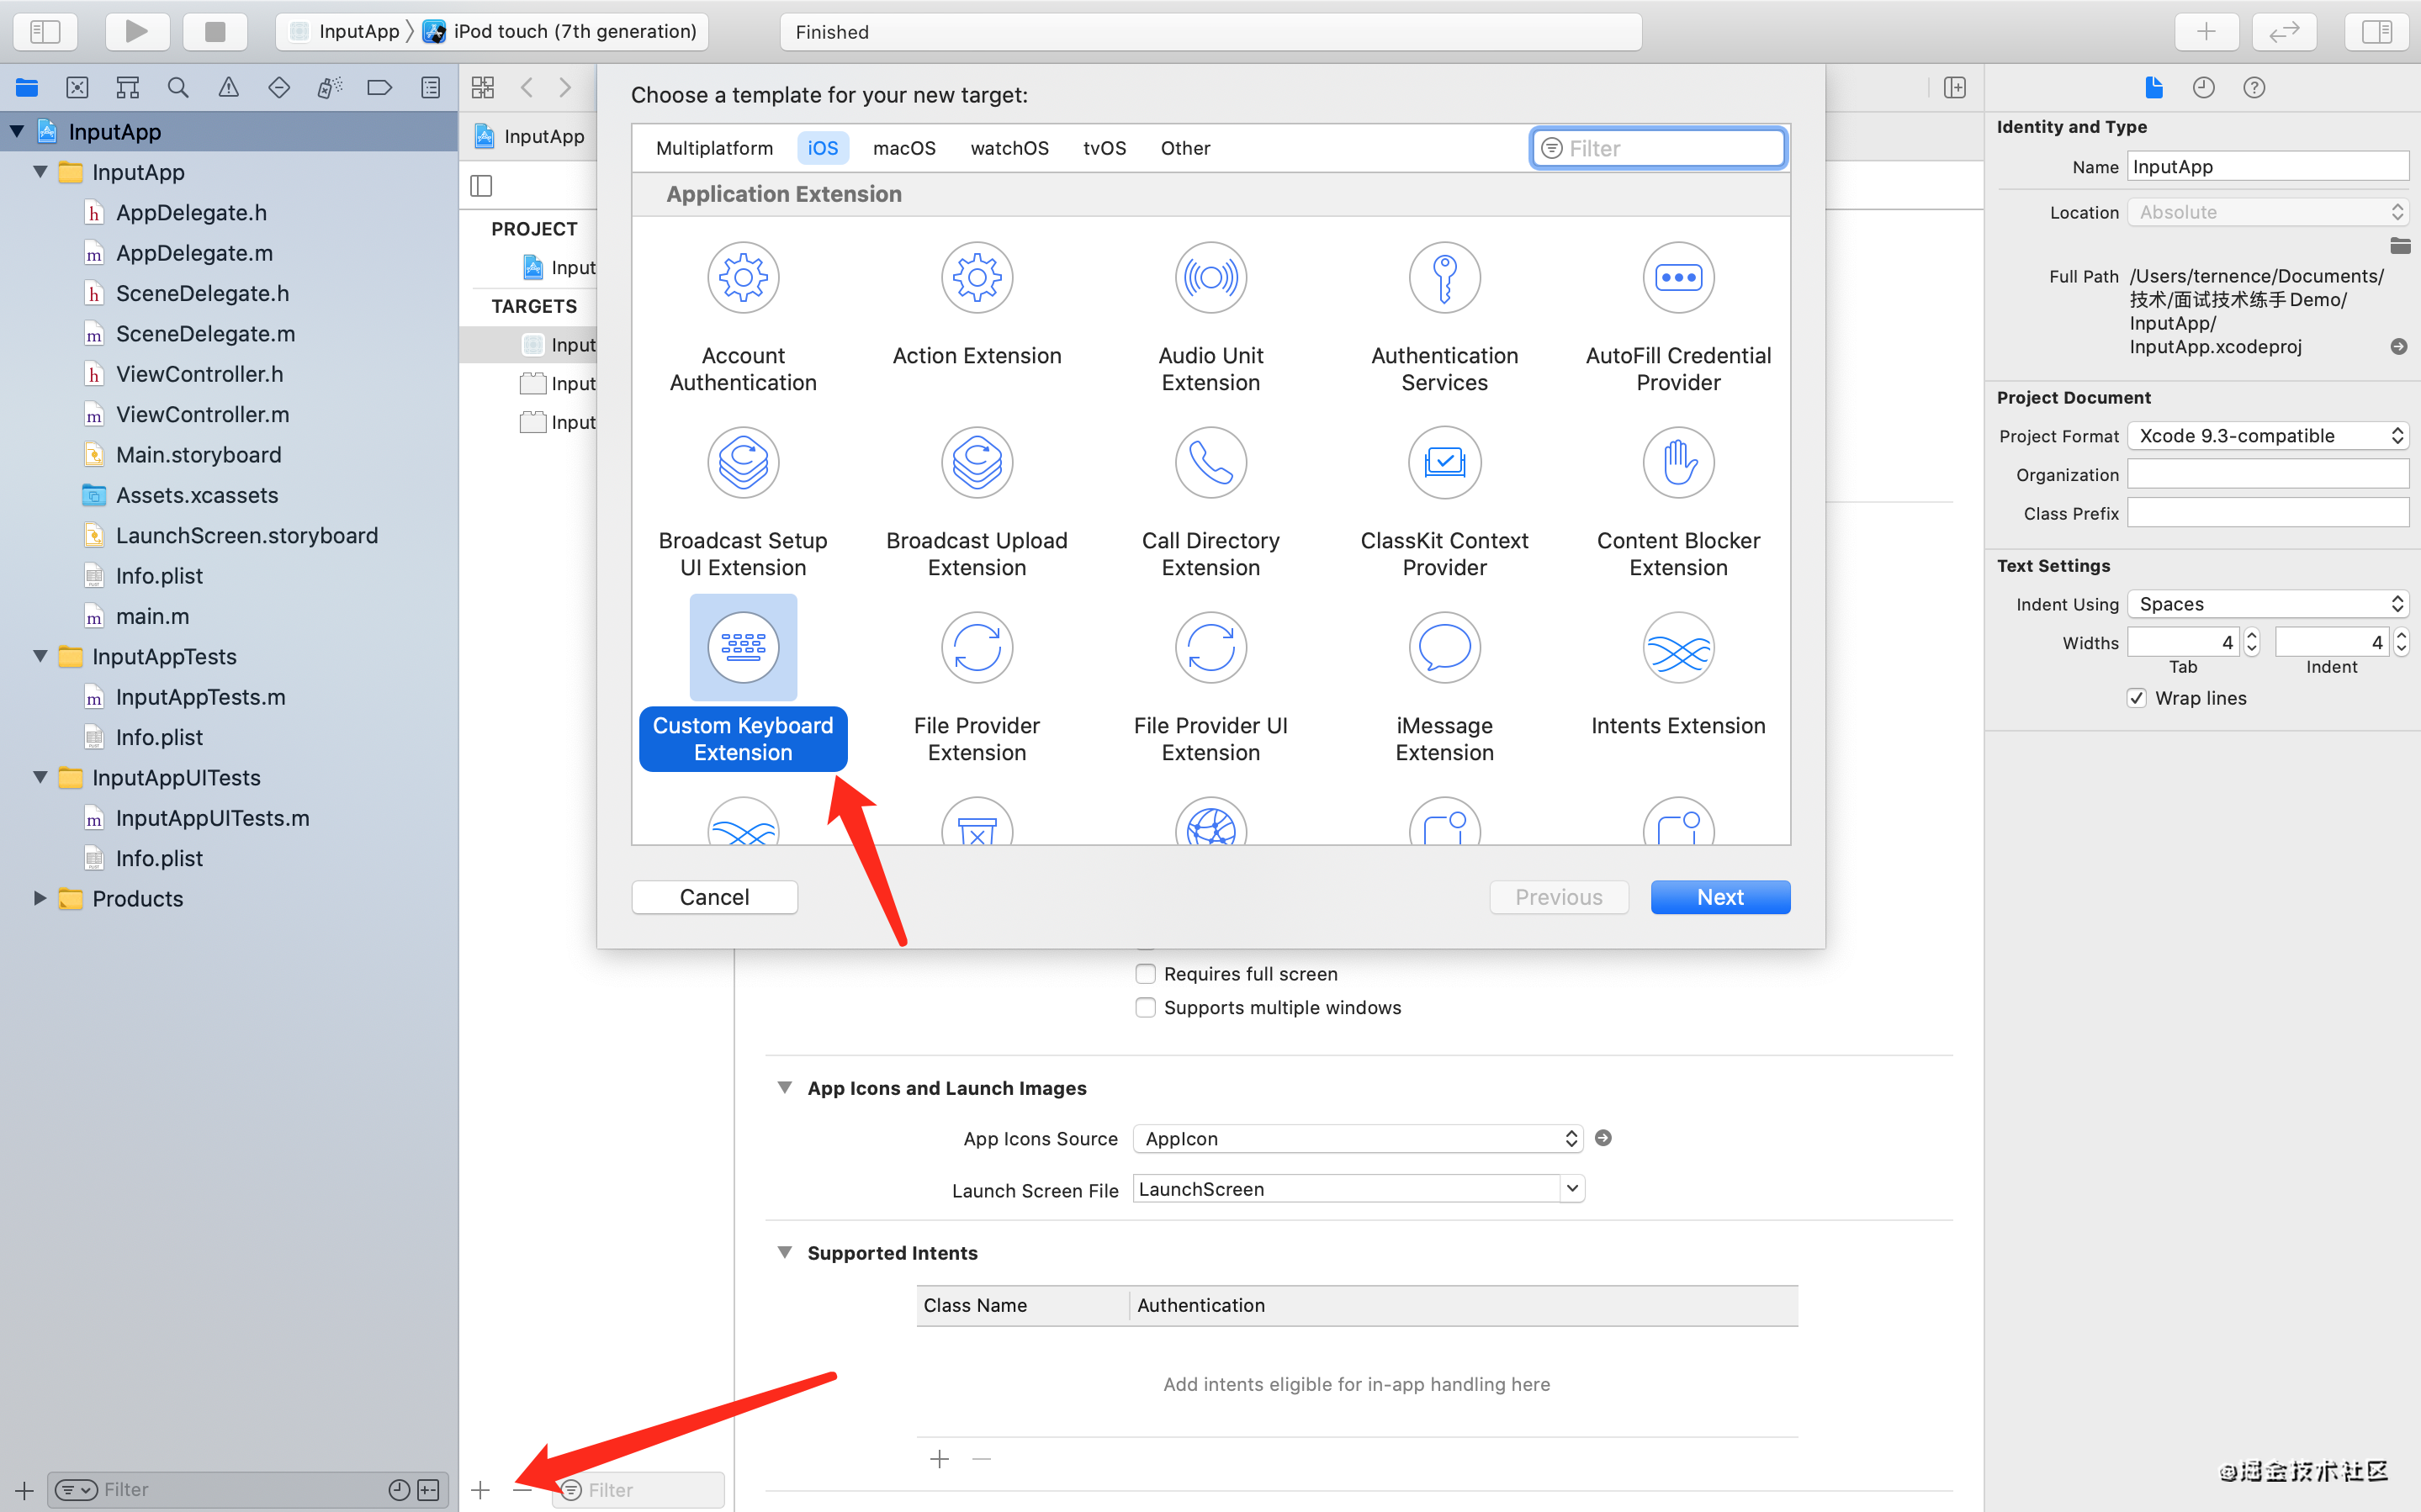 InputApp
iPod touch (7th generation)
Finished
InputApp
InputApp
AppDelegate.h
AppDelegate.m
SceneDelegate.h
SceneDelegate.m
ViewController.h
ViewController.m
Main.storyboard
Assets.xcassets
LaunchScreen.storyboard
Info.plist
main.m
InputAppTests
InputAppTests.m
Info.plist
InputAppUITests
InputAppUITests.m
Info.plist
Products
Filter
InputApp
PROJECT
Input
TARGETS
Input
Input
Input
Filter
Choose a template for your new target:
Multiplatform iOS macOS watchOS tvOS Other
Filter
Application Extension
Account
Authentication
Action Extension
Audio Unit
Extension
Authentication
Services
AutoFill Credential
Provider
Broadcast Setup
UI Extension
Broadcast Upload
Extension
Call Directory
Extension
ClassKit Context
Provider
Content Blocker
Extension
Custom Keyboard
Extension
File Provider
Extension
File Provider UI
Extension
iMessage
Extension
Intents Extension
Cancel
Previous
Next
Requires full screen
Supports multiple windows
App Icons and Launch Images
App Icons Source AppIcon
Launch Screen File LaunchScreen
Supported Intents
Class Name Authentication
Add intents eligible for in-app handling here
Identity and Type
Name InputApp
Location Absolute
Full Path /Users/ternence/Documents/
技术/面试技术练手Demo/
InputApp/
InputApp.xcodeproj
Project Document
Project Format Xcode 9.3-compatible
Organization
Class Prefix
Text Settings
Indent Using Spaces
Widths 4 4
Tab Indent
Wrap lines
@掘金技术社区